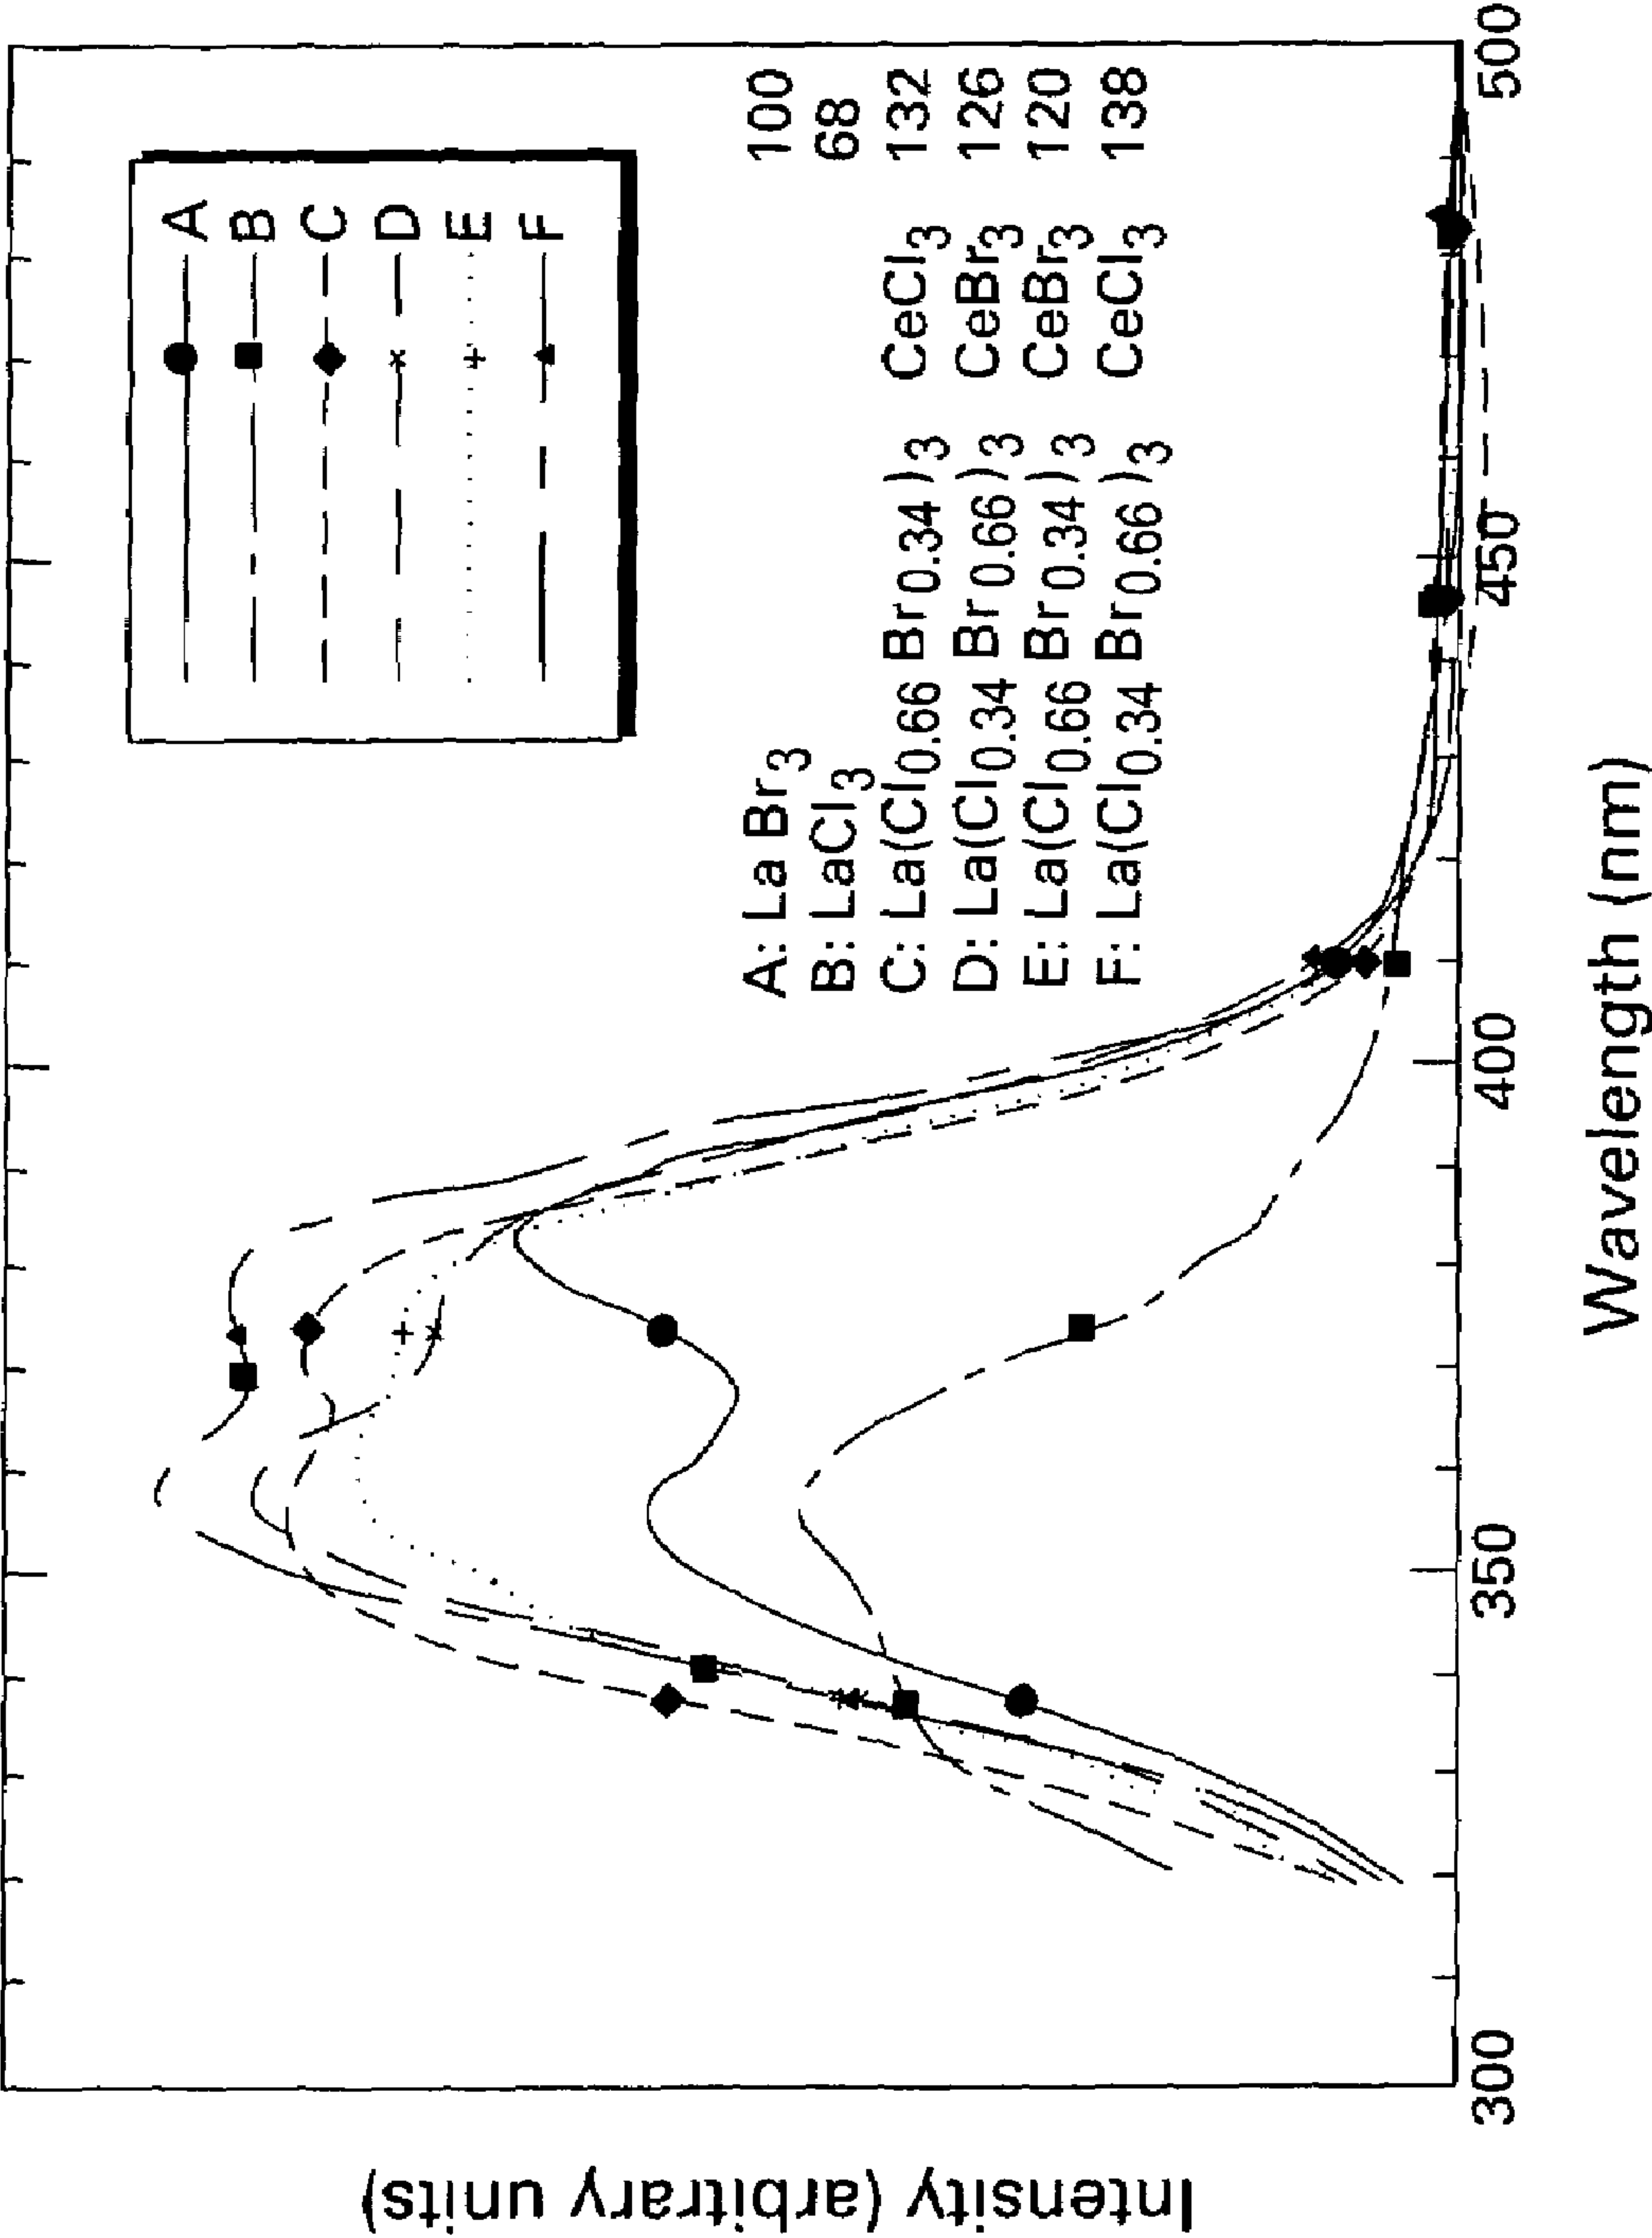 Intensity (arbitrary units)
A
B
C
D
E
F
A: La Br3 100
B: LaCl3 68
C: La(Cl0.66 Br0.34)3 CeCl3 132
D: La(Cl0.34 Br0.66)3 CeBr3 126
E: La(Cl0.66 Br0.34)3 CeBr3 120
F: La(Cl0.34 Br0.66)3 CeCl3 138
300 350 400 450 500
Wavelength (nm)